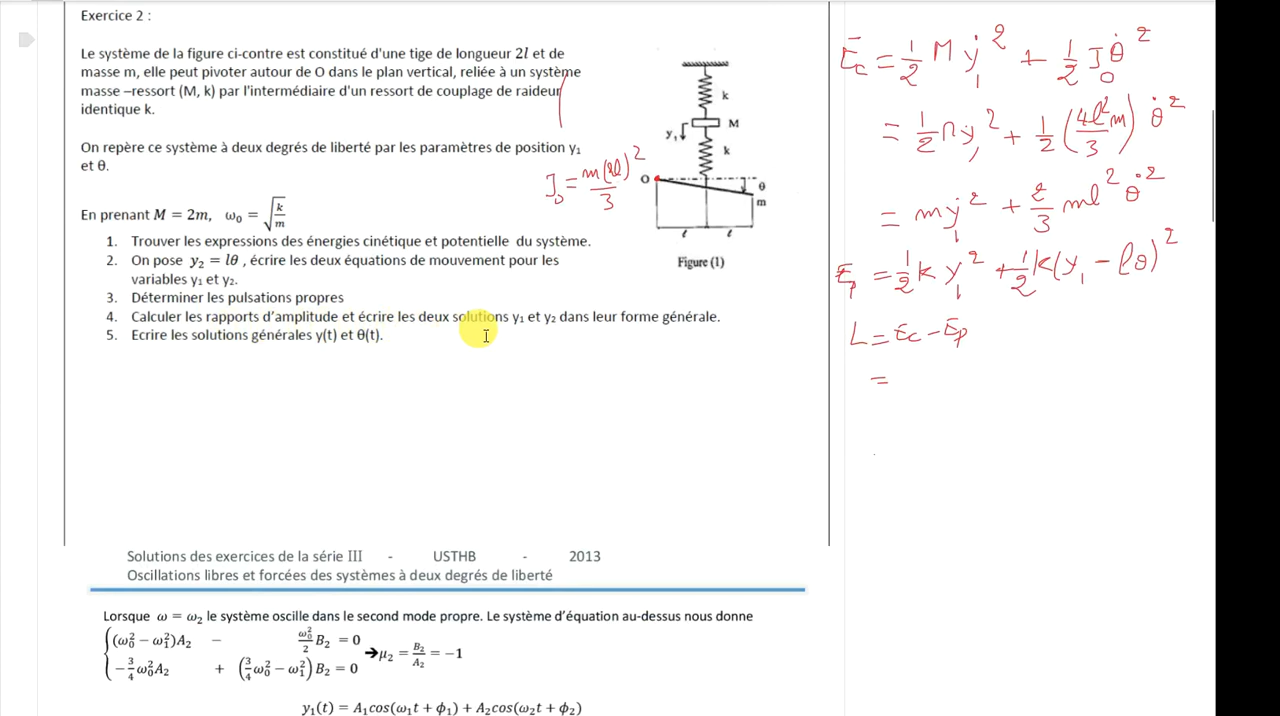 Exercice 2 :
Le système de la figure ci-contre est constitué d'une tige de longueur 2l et de
masse m, elle peut pivoter autour de O dans le plan vertical, reliée à un système
masse –ressort (M, k) par l'intermédiaire d'un ressort de couplage de raideur
identique k.
On repère ce système à deux degrés de liberté par les paramètres de position y₁
et θ.
J₀ = m(2l)²/3
En prenant M = 2m, ω₀ = √(k/m)
1. Trouver les expressions des énergies cinétique et potentielle du système.
2. On pose y₂ = lθ , écrire les deux équations de mouvement pour les
variables y₁ et y₂.
3. Déterminer les pulsations propres
4. Calculer les rapports d'amplitude et écrire les deux solutions y₁ et y₂ dans leur forme générale.
5. Ecrire les solutions générales y(t) et θ(t).
k
M
y₁
k
O
θ
m
ℓ ℓ
Figure (1)
Ec = 1/2 M ẏ₁² + 1/2 J₀ θ̇²
= 1/2 M ẏ₁² + 1/2 (4l²m/3) θ̇²
= m ẏ₁² + 2/3 ml² θ̇²
Ep = 1/2 k y₁² + 1/2 k(y₁ - lθ)²
L = Ec - Ep
=
Solutions des exercices de la série III - USTHB - 2013
Oscillations libres et forcées des systèmes à deux degrés de liberté
Lorsque ω = ω₂ le système oscille dans le second mode propre. Le système d'équation au-dessus nous donne
(ω₀² − ω₁²)A₂ − ω₀²/2 B₂ = 0
−3/4 ω₀²A₂ + (3/4 ω₀² − ω₁²)B₂ = 0
➔μ₂ = B₂/A₂ = −1
y₁(t) = A₁cos(ω₁t + ϕ₁) + A₂cos(ω₂t + ϕ₂)